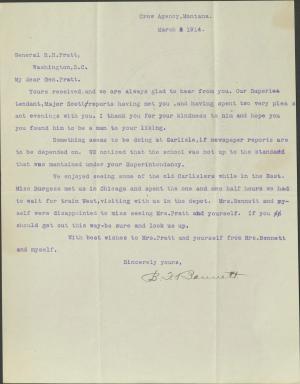 Crow Agency, Montana.
March 2 1914.
General R.H.Pratt,
Washington,D.C.
My dear Gen.Pratt.
Yours received,and we are always glad to hear from you. Our Superin
tendent,Major Scott,reports having met you ,and having spent two very pleas
ant evenings with you. I thank you for your kindness to him and hope you
you found him to be a man to your liking.
Something seems to be doing at Carlisle,if newspaper reports are
to be depended on. We noticed that the school was not up to the standard
that was mantained under your Superintendancy.
We enjoyed seeing some of the old Carlislers while in the East.
Miss Burgess met us in Chicago and spent the one and one half hours we had
to wait for train West,visiting with us in the depot. Mrs.Bennett and my-
self were disappointed to miss seeing Mrs.Pratt and yourself. If you
should get out this way-be sure and look us up.
With best wishes to Mrs.Pratt and yourself from Mrs.Bennett
and myself.
Sincerely yours,
Bennett